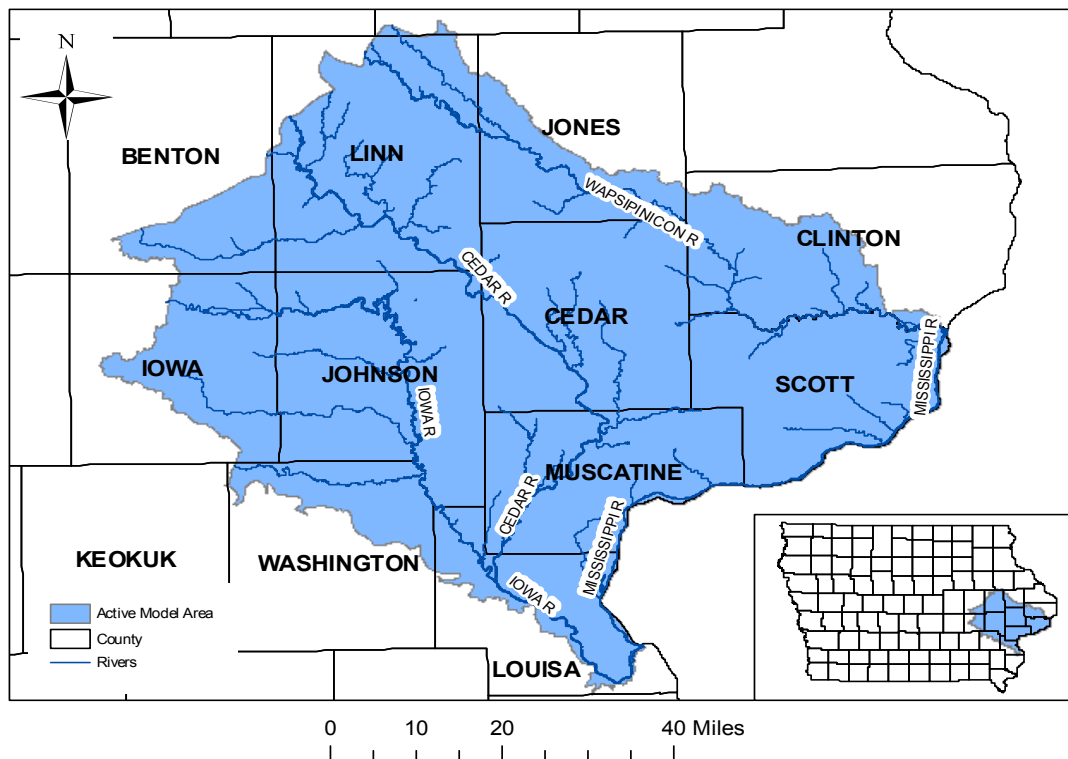 N
JONES
BENTON
LINN
WAPSIPINICON R
CLINTON
CEDAR R
CEDAR
MISSISSIPPI R
IOWA
JOHNSON
SCOTT
IOWA R
MUSCATINE
CEDAR R
MISSISSIPPI R
KEOKUK
WASHINGTON
IOWA R
Active Model Area
County
Rivers
LOUISA
0 10 20 40 Miles